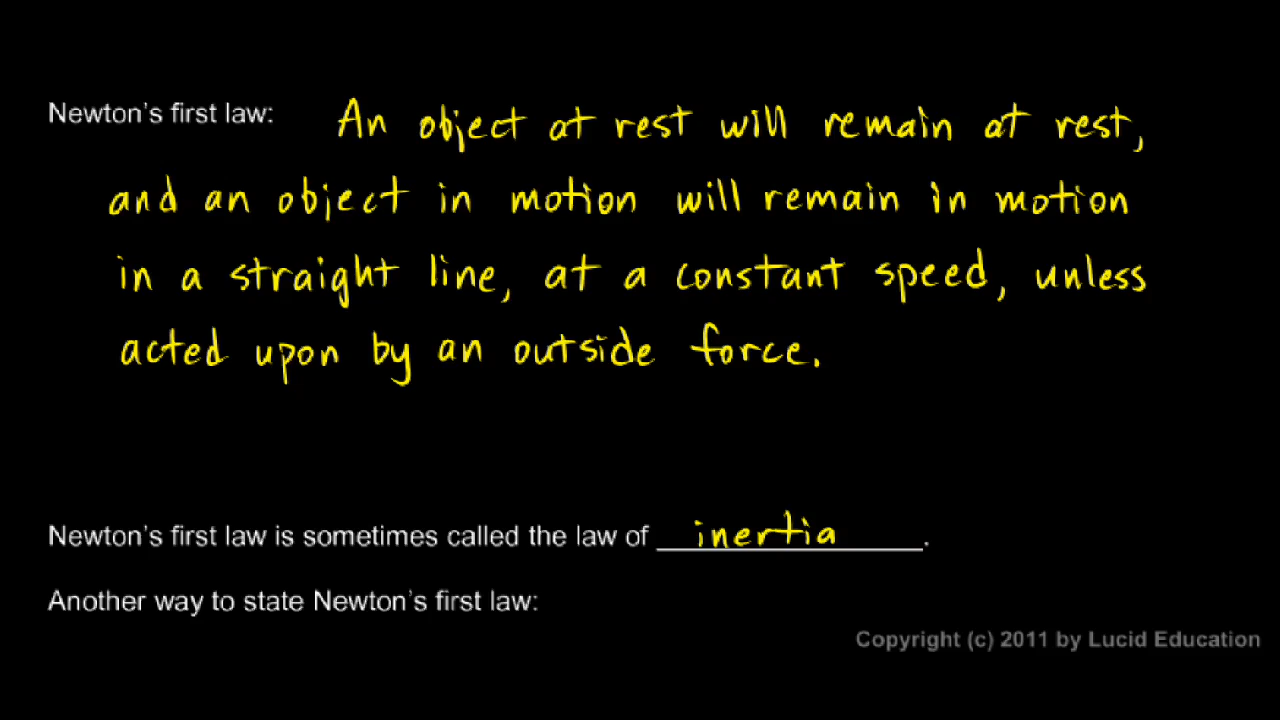 Newton's first law: An object at rest will remain at rest,
and an object in motion will remain in motion
in a straight line, at a constant speed, unless
acted upon by an outside force.
Newton's first law is sometimes called the law of inertia.
Another way to state Newton's first law:
Copyright (c) 2011 by Lucid Education